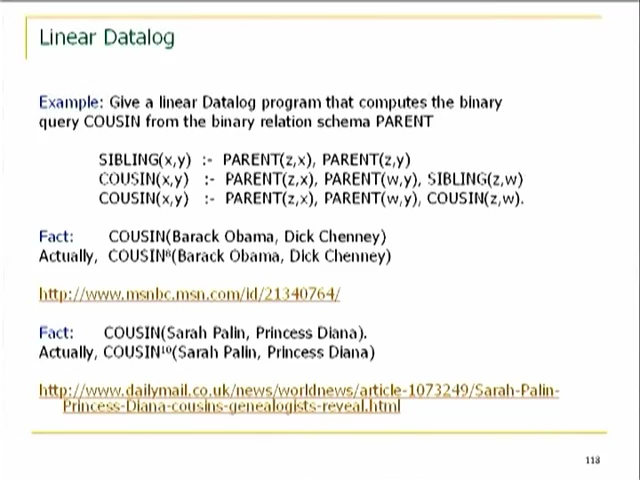 Linear Datalog
Example: Give a linear Datalog program that computes the binary
query COUSIN from the binary relation schema PARENT
SIBLING(x,y) :- PARENT(z,x), PARENT(z,y)
COUSIN(x,y) :- PARENT(z,x), PARENT(w,y), SIBLING(z,w)
COUSIN(x,y) :- PARENT(z,x), PARENT(w,y), COUSIN(z,w).
Fact: COUSIN(Barack Obama, Dick Chenney)
Actually, COUSIN⁸(Barack Obama, Dick Chenney)
http://www.msnbc.msn.com/id/21340764/
Fact: COUSIN(Sarah Palin, Princess Diana).
Actually, COUSIN¹⁰(Sarah Palin, Princess Diana)
http://www.dailymail.co.uk/news/worldnews/article-1073249/Sarah-Palin-
Princess-Diana-cousins-genealogists-reveal.html
118